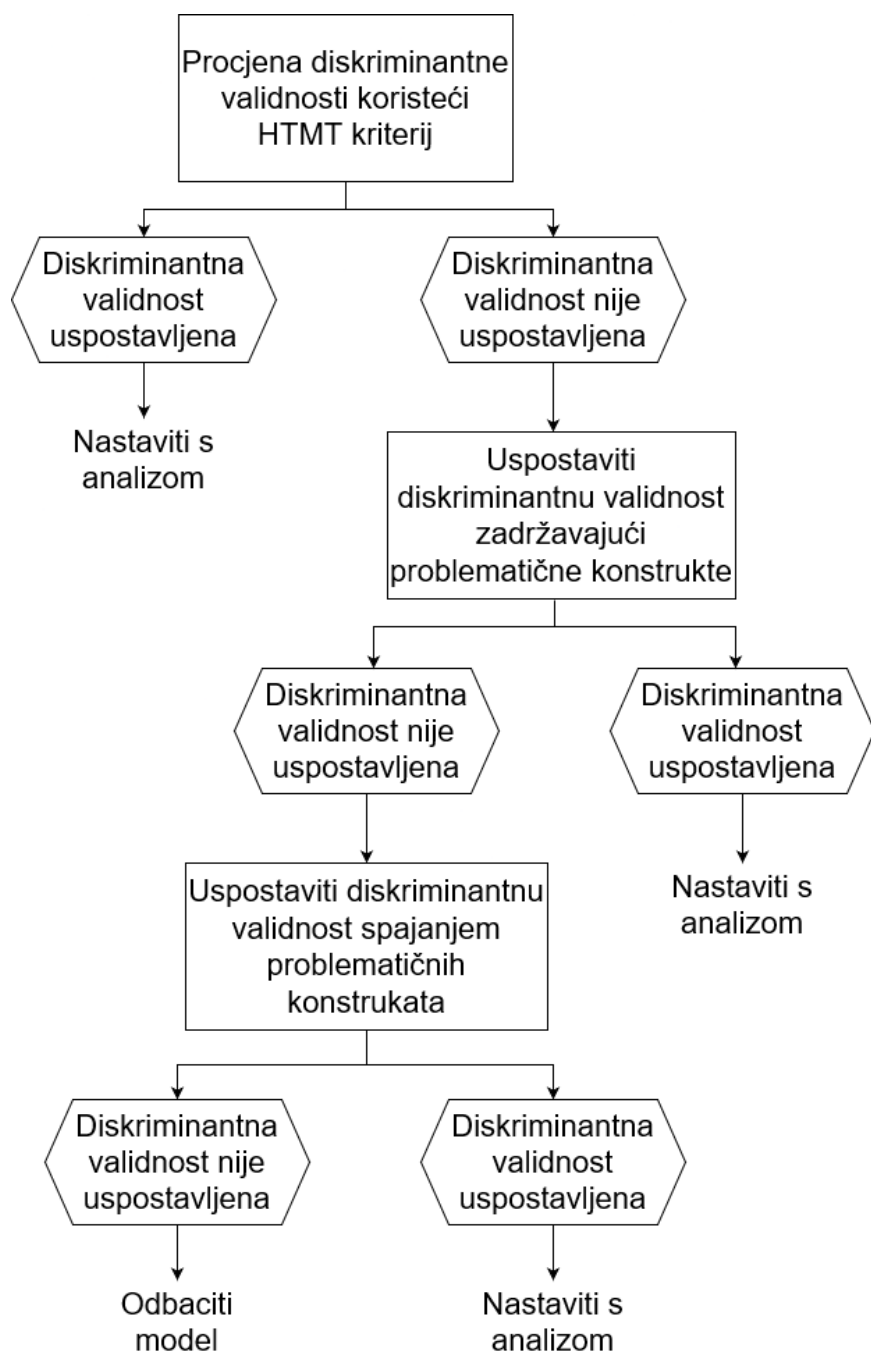 Procjena diskriminantne
validnosti koristeći
HTMT kriterij
Diskriminantna
validnost
uspostavljena
Diskriminantna
validnost nije
uspostavljena
Nastaviti s
analizom
Uspostaviti
diskriminantnu validnost
zadržavajući
problematične konstrukte
Diskriminantna
validnost nije
uspostavljena
Diskriminantna
validnost
uspostavljena
Uspostaviti diskriminantnu
validnost spajanjem
problematičnih
konstrukata
Nastaviti s
analizom
Diskriminantna
validnost nije
uspostavljena
Diskriminantna
validnost
uspostavljena
Odbaciti
model
Nastaviti s
analizom